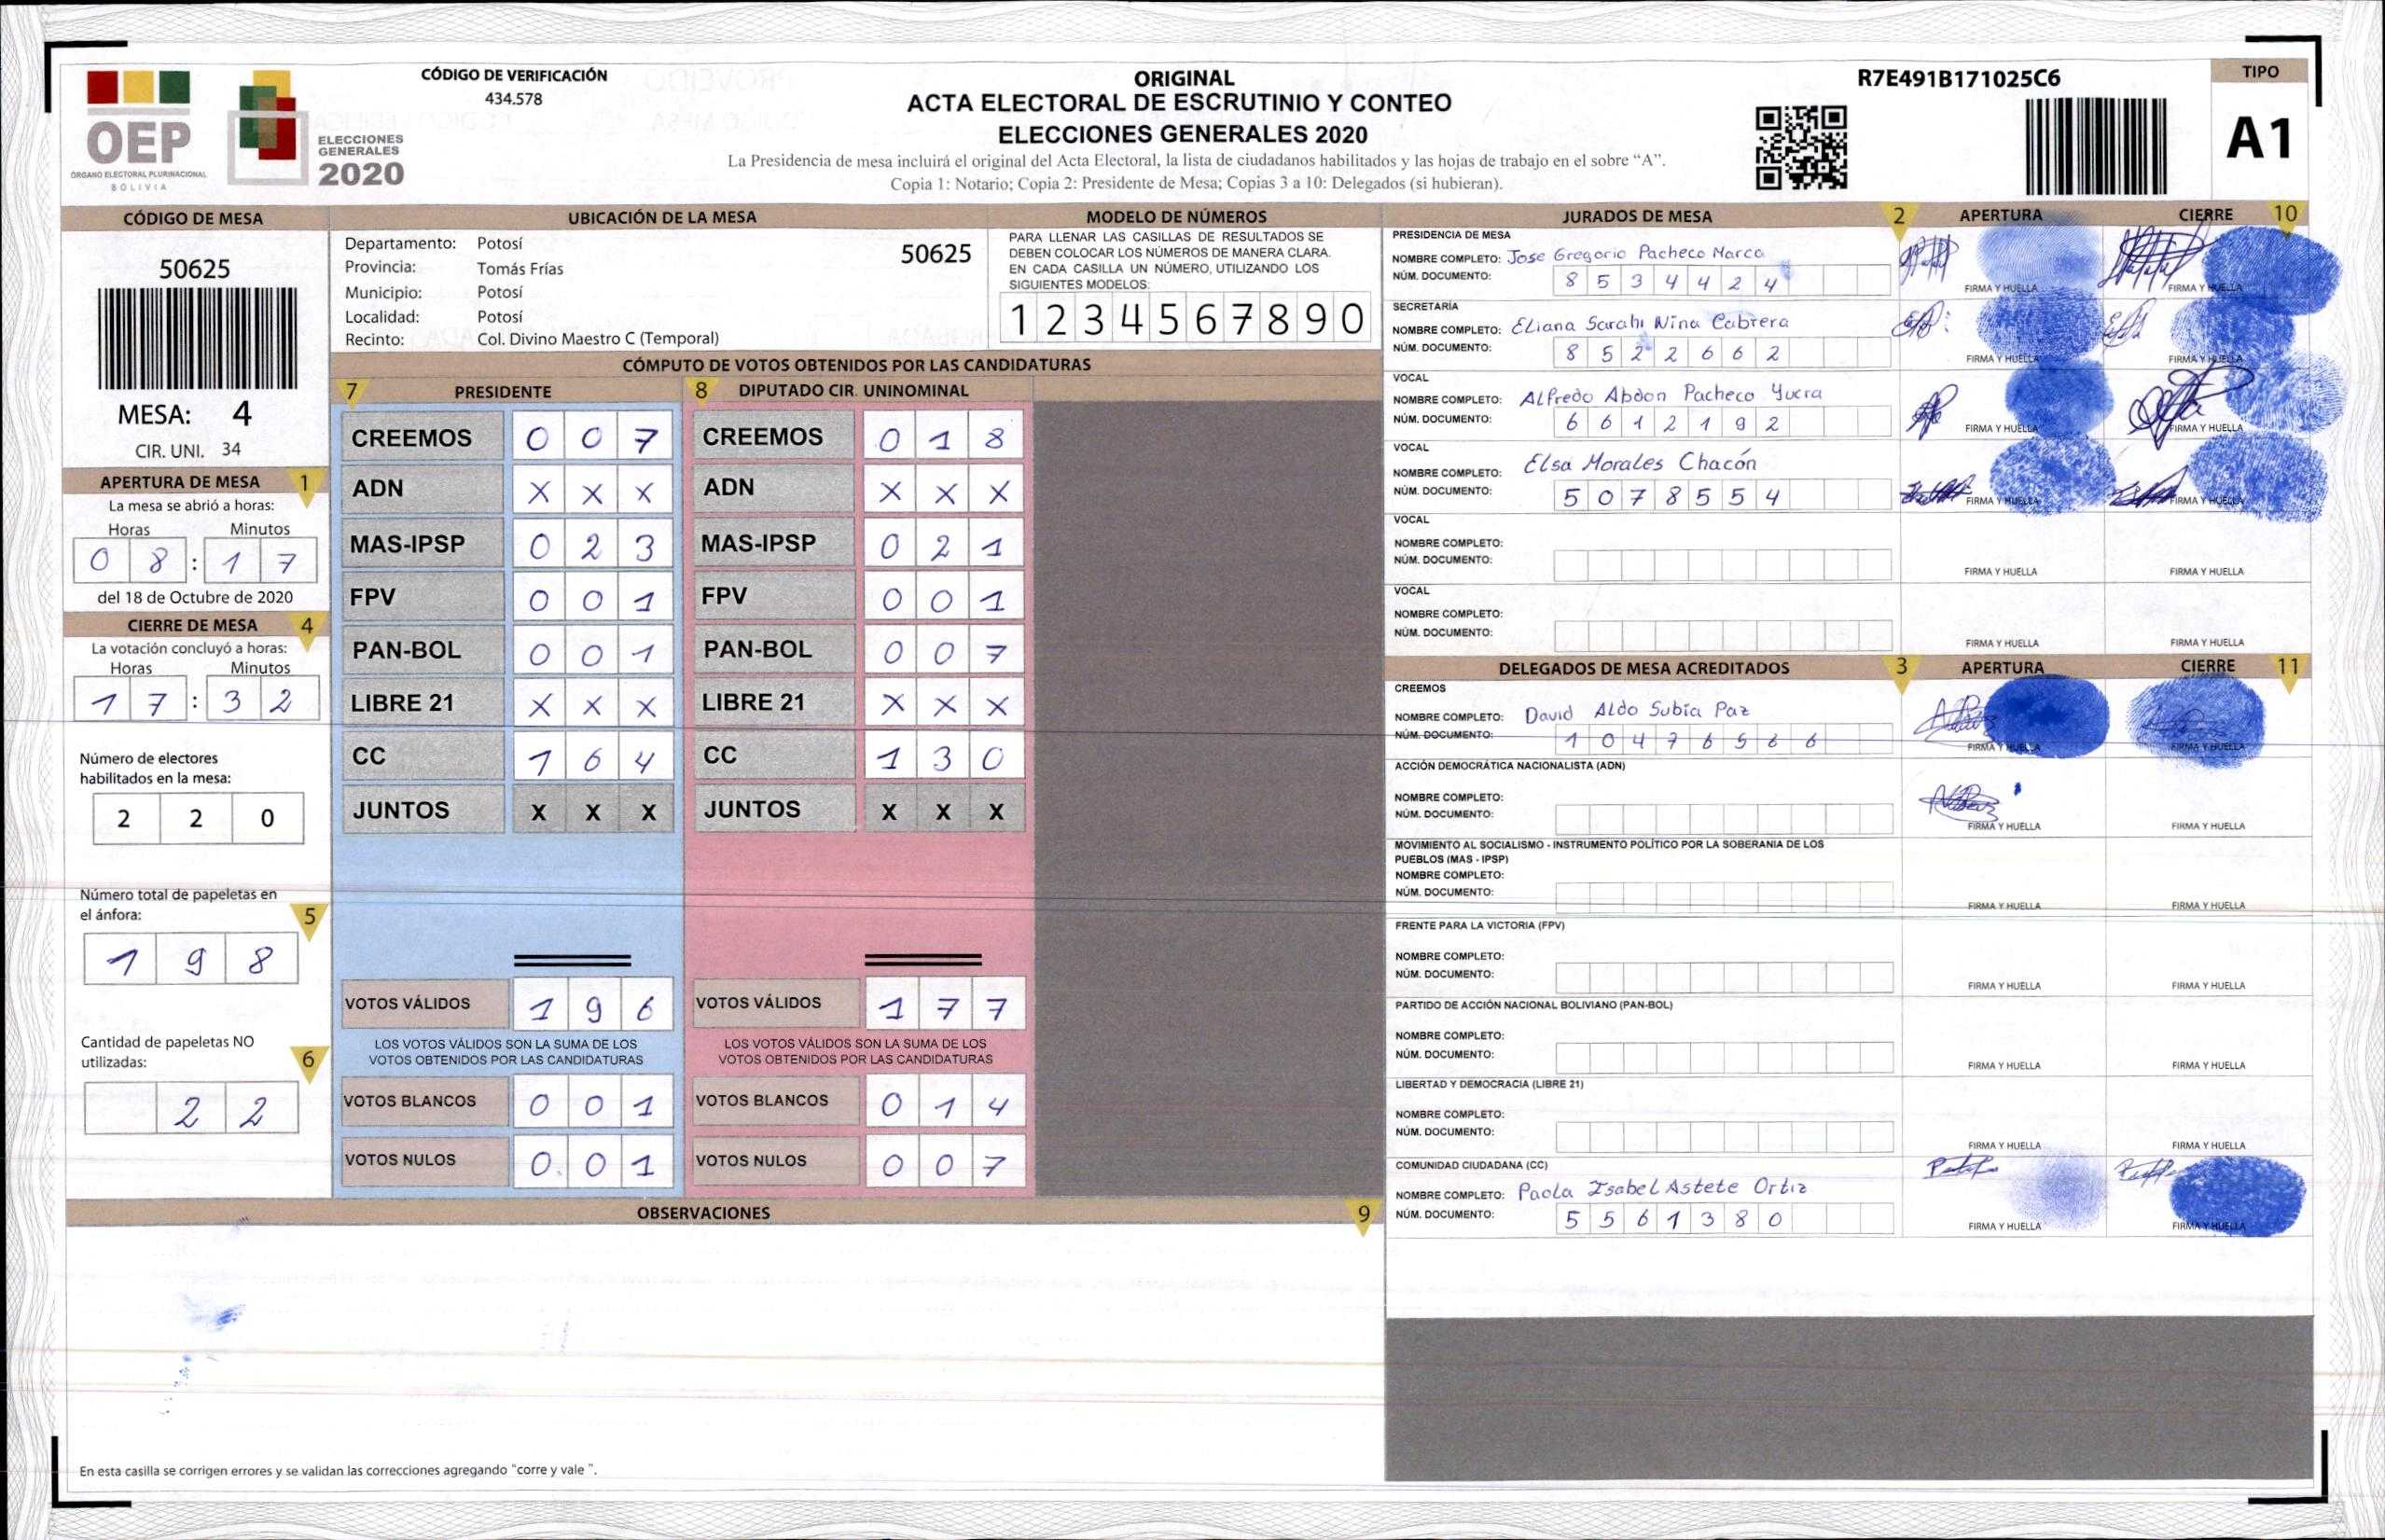 OEP
ÓRGANO ELECTORAL PLURINACIONAL
BOLIVIA
ELECCIONES
GENERALES
2020
CÓDIGO DE VERIFICACIÓN
434.578
ORIGINAL
ACTA ELECTORAL DE ESCRUTINIO Y CONTEO
ELECCIONES GENERALES 2020
La Presidencia de mesa incluirá el original del Acta Electoral, la lista de ciudadanos habilitados y las hojas de trabajo en el sobre “A”.
Copia 1: Notario; Copia 2: Presidente de Mesa; Copias 3 a 10: Delegados (si hubieran).
R7E491B171025C6
TIPO
A1
CÓDIGO DE MESA
50625
MESA: 4
CIR. UNI. 34
APERTURA DE MESA 1
La mesa se abrió a horas:
Horas Minutos
0 8 : 1 7
del 18 de Octubre de 2020
CIERRE DE MESA 4
La votación concluyó a horas:
Horas Minutos
1 7 : 3 2
Número de electores
habilitados en la mesa:
2 2 0
Número total de papeletas en
el ánfora:
5
1 9 8
Cantidad de papeletas NO
utilizadas:
6
2 2
UBICACIÓN DE LA MESA
Departamento: Potosí
50625
Provincia: Tomás Frías
Municipio: Potosí
Localidad: Potosí
Recinto: Col. Divino Maestro C (Temporal)
MODELO DE NÚMEROS
PARA LLENAR LAS CASILLAS DE RESULTADOS SE
DEBEN COLOCAR LOS NÚMEROS DE MANERA CLARA.
EN CADA CASILLA UN NÚMERO, UTILIZANDO LOS
SIGUIENTES MODELOS:
1 2 3 4 5 6 7 8 9 0
CÓMPUTO DE VOTOS OBTENIDOS POR LAS CANDIDATURAS
7 PRESIDENTE
CREEMOS 0 0 7
ADN X X X
MAS-IPSP 0 2 3
FPV 0 0 1
PAN-BOL 0 0 1
LIBRE 21 X X X
CC 1 6 4
JUNTOS X X X
VOTOS VÁLIDOS 1 9 6
LOS VOTOS VÁLIDOS SON LA SUMA DE LOS
VOTOS OBTENIDOS POR LAS CANDIDATURAS
VOTOS BLANCOS 0 0 1
VOTOS NULOS 0 0 1
8 DIPUTADO CIR. UNINOMINAL
CREEMOS 0 1 8
ADN X X X
MAS-IPSP 0 2 1
FPV 0 0 1
PAN-BOL 0 0 7
LIBRE 21 X X X
CC 1 3 0
JUNTOS X X X
VOTOS VÁLIDOS 1 7 7
LOS VOTOS VÁLIDOS SON LA SUMA DE LOS
VOTOS OBTENIDOS POR LAS CANDIDATURAS
VOTOS BLANCOS 0 1 4
VOTOS NULOS 0 0 7
OBSERVACIONES 9
En esta casilla se corrigen errores y se validan las correcciones agregando “corre y vale ”.
JURADOS DE MESA 2 APERTURA CIERRE 10
PRESIDENCIA DE MESA
NOMBRE COMPLETO: Jose Gregorio Pacheco Marca
NÚM. DOCUMENTO: 8 5 3 4 4 2 4
FIRMA Y HUELLA FIRMA Y HUELLA
SECRETARÍA
NOMBRE COMPLETO: Eliana Sarahi Nina Cabrera
NÚM. DOCUMENTO: 8 5 2 2 6 6 2
FIRMA Y HUELLA FIRMA Y HUELLA
VOCAL
NOMBRE COMPLETO: Alfredo Abdon Pacheco Yucra
NÚM. DOCUMENTO: 6 6 1 2 1 9 2
FIRMA Y HUELLA FIRMA Y HUELLA
VOCAL
NOMBRE COMPLETO: Elsa Morales Chacón
NÚM. DOCUMENTO: 5 0 7 8 5 5 4
FIRMA Y HUELLA FIRMA Y HUELLA
VOCAL
NOMBRE COMPLETO:
NÚM. DOCUMENTO:
FIRMA Y HUELLA FIRMA Y HUELLA
VOCAL
NOMBRE COMPLETO:
NÚM. DOCUMENTO:
FIRMA Y HUELLA FIRMA Y HUELLA
DELEGADOS DE MESA ACREDITADOS 3 APERTURA CIERRE 11
CREEMOS
NOMBRE COMPLETO: David Aldo Subia Paz
NÚM. DOCUMENTO: 1 0 4 7 6 5 6 6
FIRMA Y HUELLA FIRMA Y HUELLA
ACCIÓN DEMOCRÁTICA NACIONALISTA (ADN)
NOMBRE COMPLETO:
NÚM. DOCUMENTO:
FIRMA Y HUELLA FIRMA Y HUELLA
MOVIMIENTO AL SOCIALISMO - INSTRUMENTO POLÍTICO POR LA SOBERANIA DE LOS
PUEBLOS (MAS - IPSP)
NOMBRE COMPLETO:
NÚM. DOCUMENTO:
FIRMA Y HUELLA FIRMA Y HUELLA
FRENTE PARA LA VICTORIA (FPV)
NOMBRE COMPLETO:
NÚM. DOCUMENTO:
FIRMA Y HUELLA FIRMA Y HUELLA
PARTIDO DE ACCIÓN NACIONAL BOLIVIANO (PAN-BOL)
NOMBRE COMPLETO:
NÚM. DOCUMENTO:
FIRMA Y HUELLA FIRMA Y HUELLA
LIBERTAD Y DEMOCRACIA (LIBRE 21)
NOMBRE COMPLETO:
NÚM. DOCUMENTO:
FIRMA Y HUELLA FIRMA Y HUELLA
COMUNIDAD CIUDADANA (CC)
NOMBRE COMPLETO: Paola Isabel Astete Ortiz
NÚM. DOCUMENTO: 5 5 6 1 3 8 0
FIRMA Y HUELLA FIRMA Y HUELLA